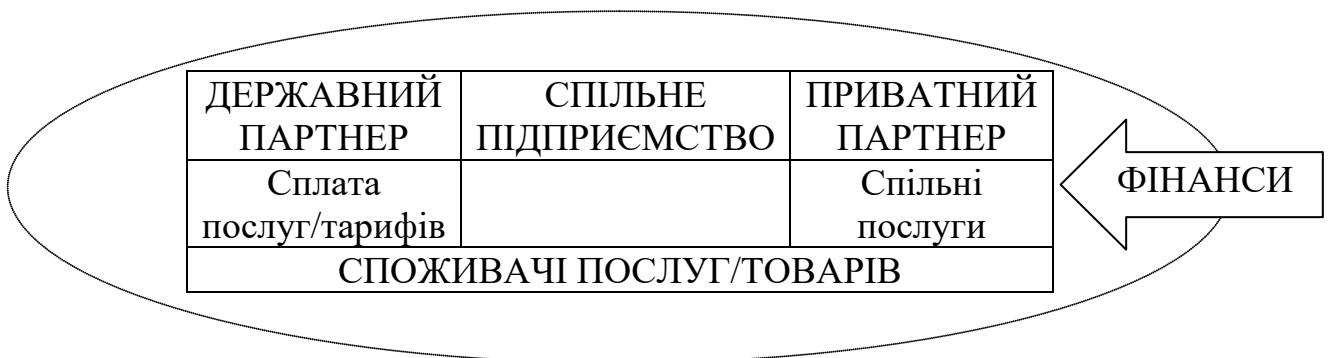 ДЕРЖАВНИЙ
ПАРТНЕР
СПІЛЬНЕ
ПІДПРИЄМСТВО
ПРИВАТНИЙ
ПАРТНЕР
Сплата
послуг/тарифів
Спільні
послуги
СПОЖИВАЧІ ПОСЛУГ/ТОВАРІВ
ФІНАНСИ